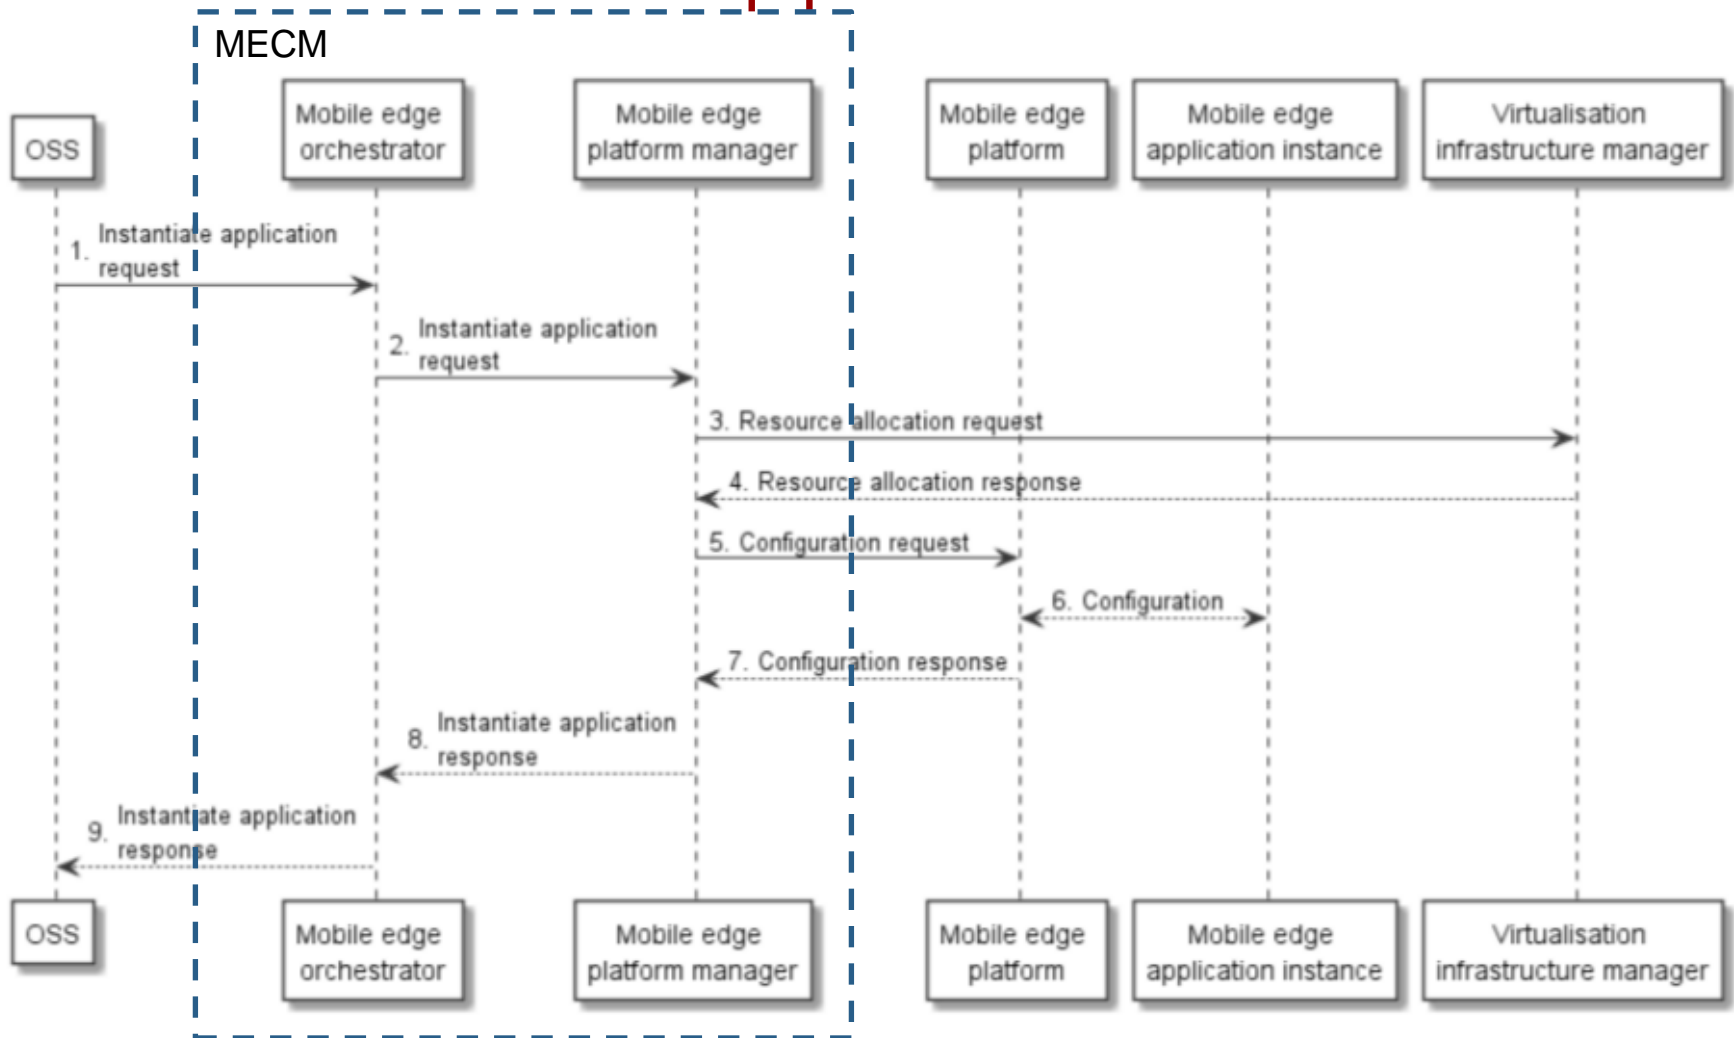 MECM
OSS
Mobile edge
orchestrator
Mobile edge
platform manager
Mobile edge
platform
Mobile edge
application instance
Virtualisation
infrastructure manager
1. Instantiate application
request
2. Instantiate application
request
3. Resource allocation request
4. Resource allocation response
5. Configuration request
6. Configuration
7. Configuration response
8. Instantiate application
response
9. Instantiate application
response
OSS
Mobile edge
orchestrator
Mobile edge
platform manager
Mobile edge
platform
Mobile edge
application instance
Virtualisation
infrastructure manager